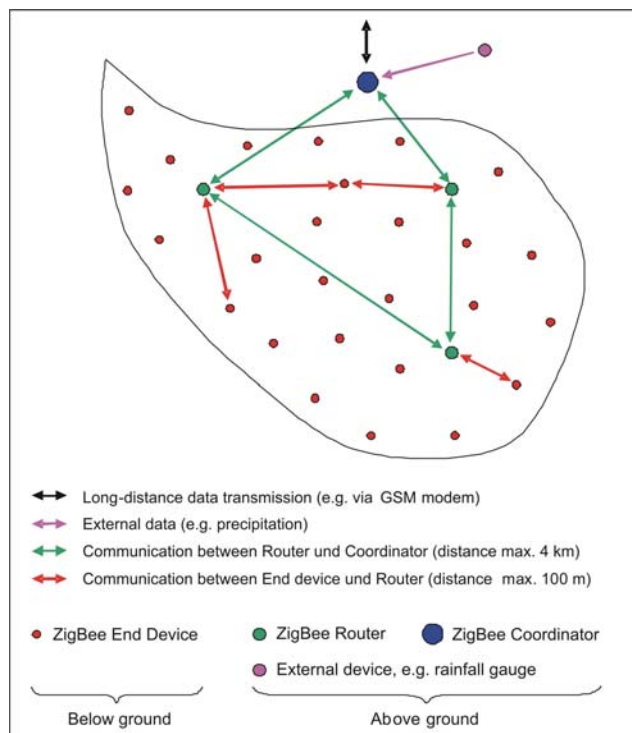 Long-distance data transmission (e.g. via GSM modem)
External data (e.g. precipitation)
Communication between Router und Coordinator (distance max. 4 km)
Communication between End device und Router (distance max. 100 m)
ZigBee End Device
ZigBee Router
ZigBee Coordinator
External device, e.g. rainfall gauge
Below ground
Above ground